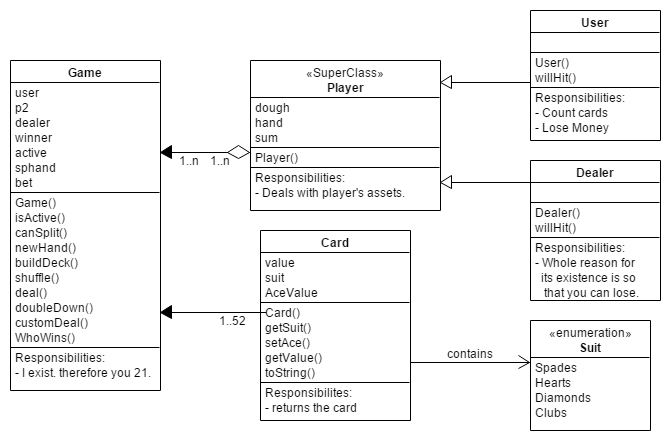 Game
user
p2
dealer
winner
active
sphand
bet
Game()
isActive()
canSplit()
newHand()
buildDeck()
shuffle()
deal()
doubleDown()
customDeal()
WhoWins()
Responsibilities:
- I exist. therefore you 21.
1..n
1..n
«SuperClass»
Player
dough
hand
sum
Player()
Responsibilities:
- Deals with player's assets.
User
User()
willHit()
Responsibilities:
- Count cards
- Lose Money
Dealer
Dealer()
willHit()
Responsibilities:
- Whole reason for
its existence is so
that you can lose.
1..52
Card
value
suit
AceValue
Card()
getSuit()
setAce()
getValue()
toString()
Responsibilites:
- returns the card
contains
«enumeration»
Suit
Spades
Hearts
Diamonds
Clubs